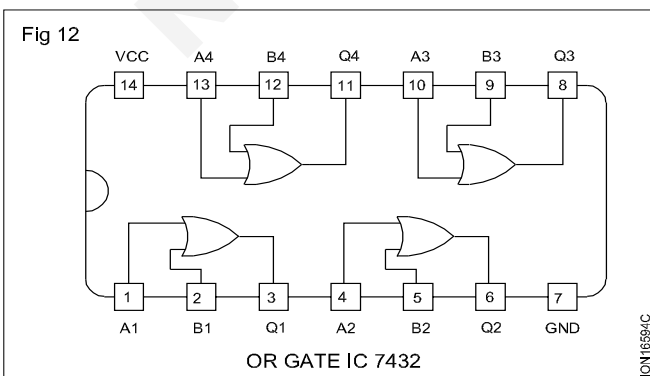 Fig 12
VCC A4 B4 Q4 A3 B3 Q3
14 13 12 11 10 9 8
1 2 3 4 5 6 7
A1 B1 Q1 A2 B2 Q2 GND
OR GATE IC 7432